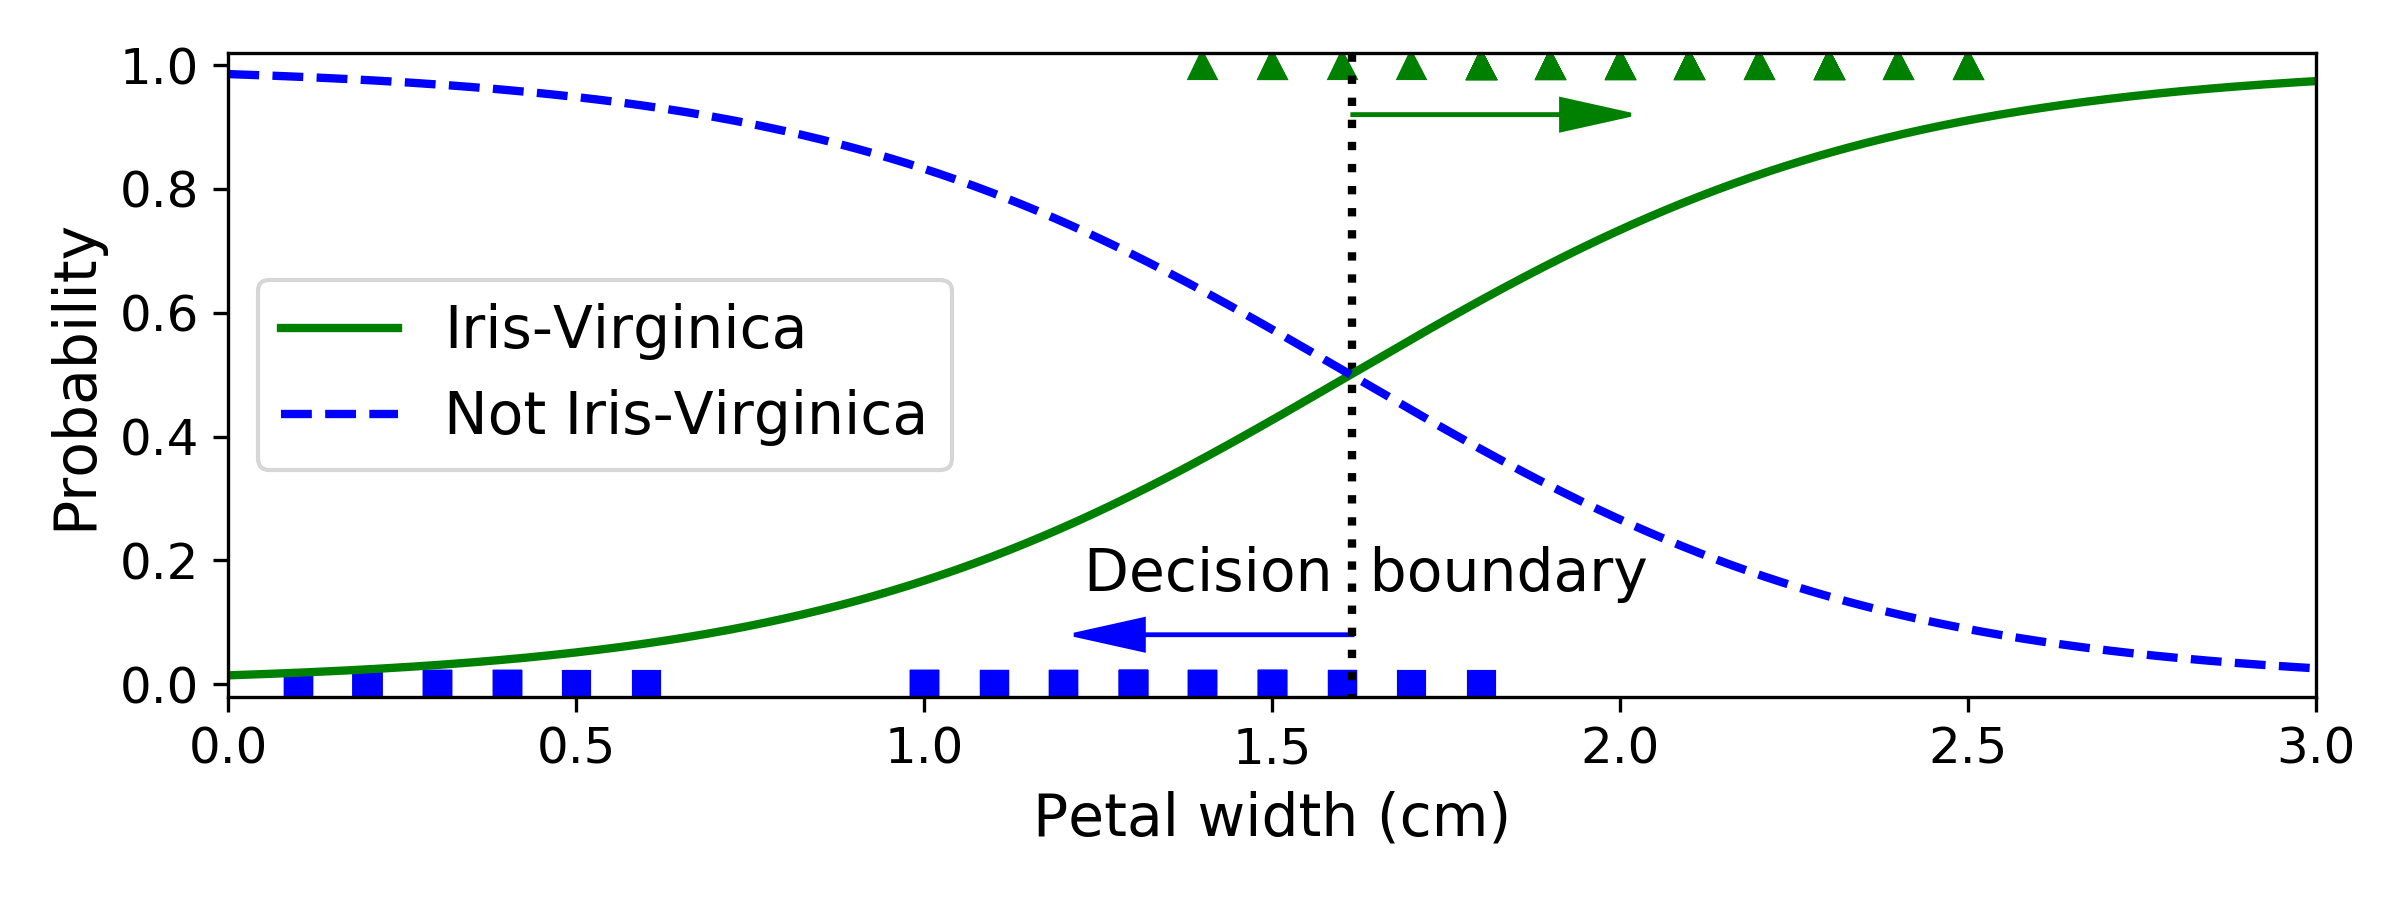 1.0
0.8
0.6
0.4
0.2
0.0
Probability
Iris-Virginica
Not Iris-Virginica
Decision boundary
0.0 0.5 1.0 1.5 2.0 2.5 3.0
Petal width (cm)